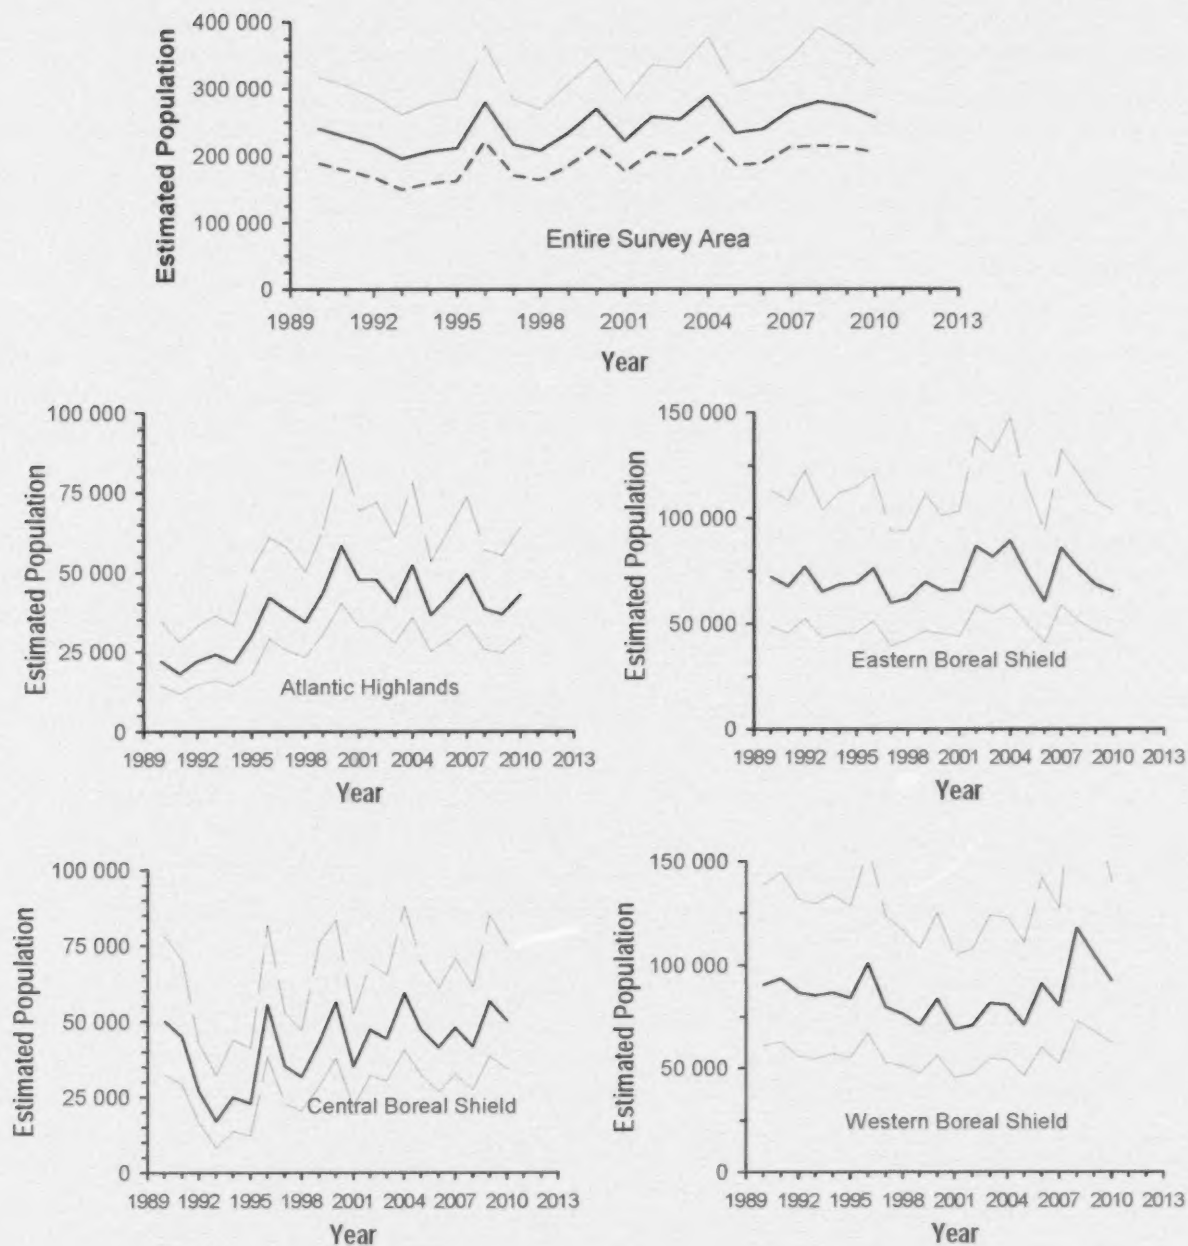 400 000
300 000
200 000
100 000
0
Estimated Population
Entire Survey Area
1989 1992 1995 1998 2001 2004 2007 2010 2013
Year
100 000
75 000
50 000
25 000
0
Estimated Population
Atlantic Highlands
1989 1992 1995 1998 2001 2004 2007 2010 2013
Year
150 000
100 000
50 000
0
Estimated Population
Eastern Boreal Shield
1989 1992 1995 1998 2001 2004 2007 2010 2013
Year
100 000
75 000
50 000
25 000
0
Estimated Population
Central Boreal Shield
1989 1992 1995 1998 2001 2004 2007 2010 2013
Year
150 000
100 000
50 000
0
Estimated Population
Western Boreal Shield
1989 1992 1995 1998 2001 2004 2007 2010 2013
Year